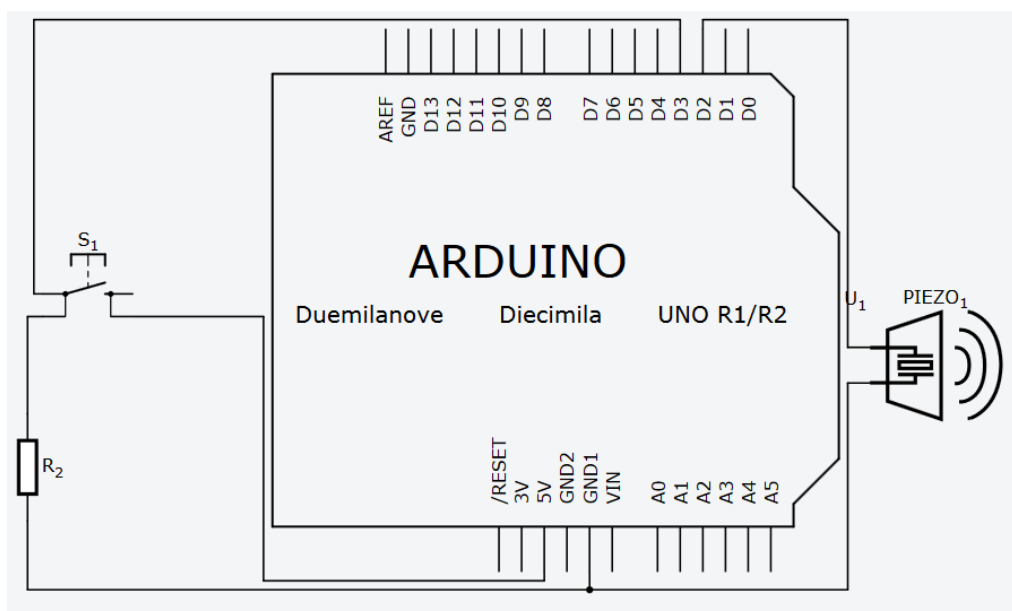 AREF
GND
D13
D12
D11
D10
D9
D8
D7
D6
D5
D4
D3
D2
D1
D0
S₁
ARDUINO
Duemilanove Diecimila UNO R1/R2
U₁
PIEZO₁
R₂
/RESET
3V
5V
GND2
GND1
VIN
A0
A1
A2
A3
A4
A5